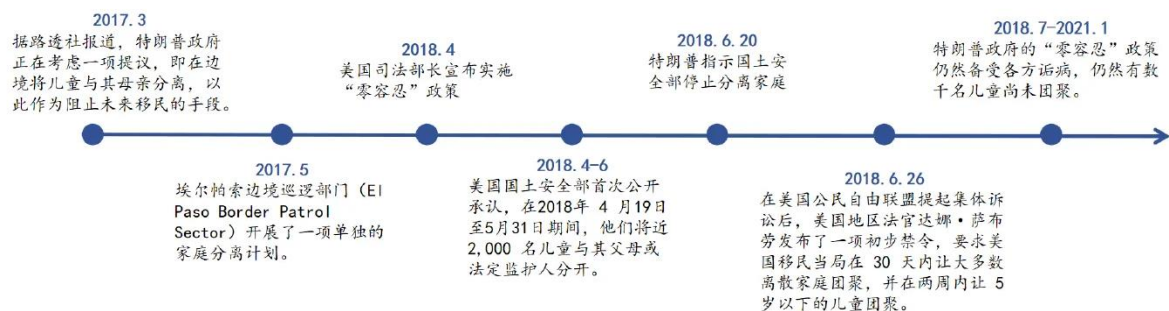 2017.3
据路透社报道，特朗普政府
正在考虑一项提议，即在边
境将儿童与其母亲分离，以
此作为阻止未来移民的手段。
2017.5
埃尔帕索边境巡逻部门（El
Paso Border Patrol
Sector）开展了一项单独的
家庭分离计划。
2018.4
美国司法部长宣布实施
“零容忍”政策
2018.4-6
美国国土安全部首次公开
承认，在2018年 4 月19日
至5月31日期间，他们将近
2,000 名儿童与其父母或
法定监护人分开。
2018.6.20
特朗普指示国土安
全部停止分离家庭
2018.6.26
在美国公民自由联盟提起集体诉
讼后，美国地区法官达娜·萨布
劳发布了一项初步禁令，要求美
国移民当局在 30 天内让大多数
离散家庭团聚，并在两周内让 5
岁以下的儿童团聚。
2018.7-2021.1
特朗普政府的“零容忍”政策
仍然备受各方诟病，仍然有数
千名儿童尚未团聚。